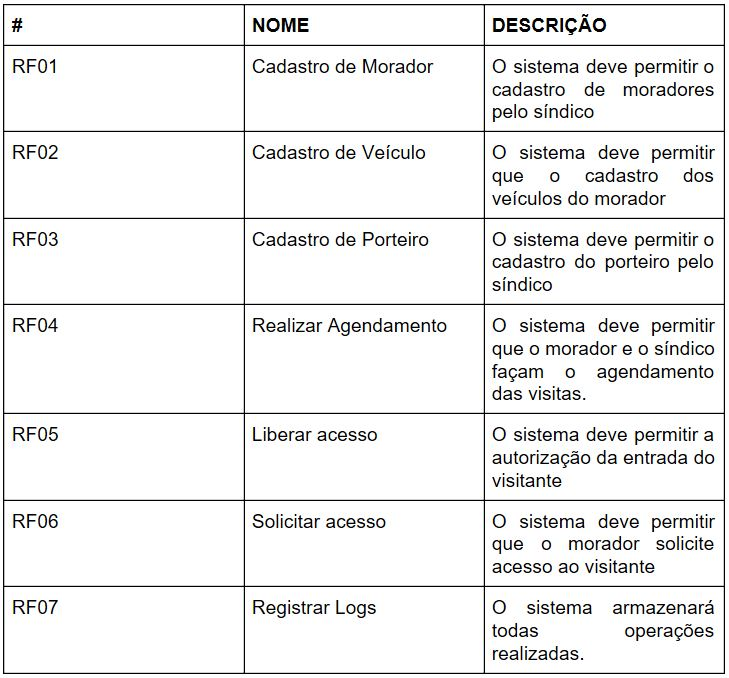 # NOME DESCRIÇÃO
RF01 Cadastro de Morador O sistema deve permitir o
cadastro de moradores
pelo síndico
RF02 Cadastro de Veículo O sistema deve permitir
que o cadastro dos
veículos do morador
RF03 Cadastro de Porteiro O sistema deve permitir o
cadastro do porteiro pelo
síndico
RF04 Realizar Agendamento O sistema deve permitir
que o morador e o síndico
façam o agendamento
das visitas.
RF05 Liberar acesso O sistema deve permitir a
autorização da entrada do
visitante
RF06 Solicitar acesso O sistema deve permitir
que o morador solicite
acesso ao visitante
RF07 Registrar Logs O sistema armazenará
todas operações
realizadas.